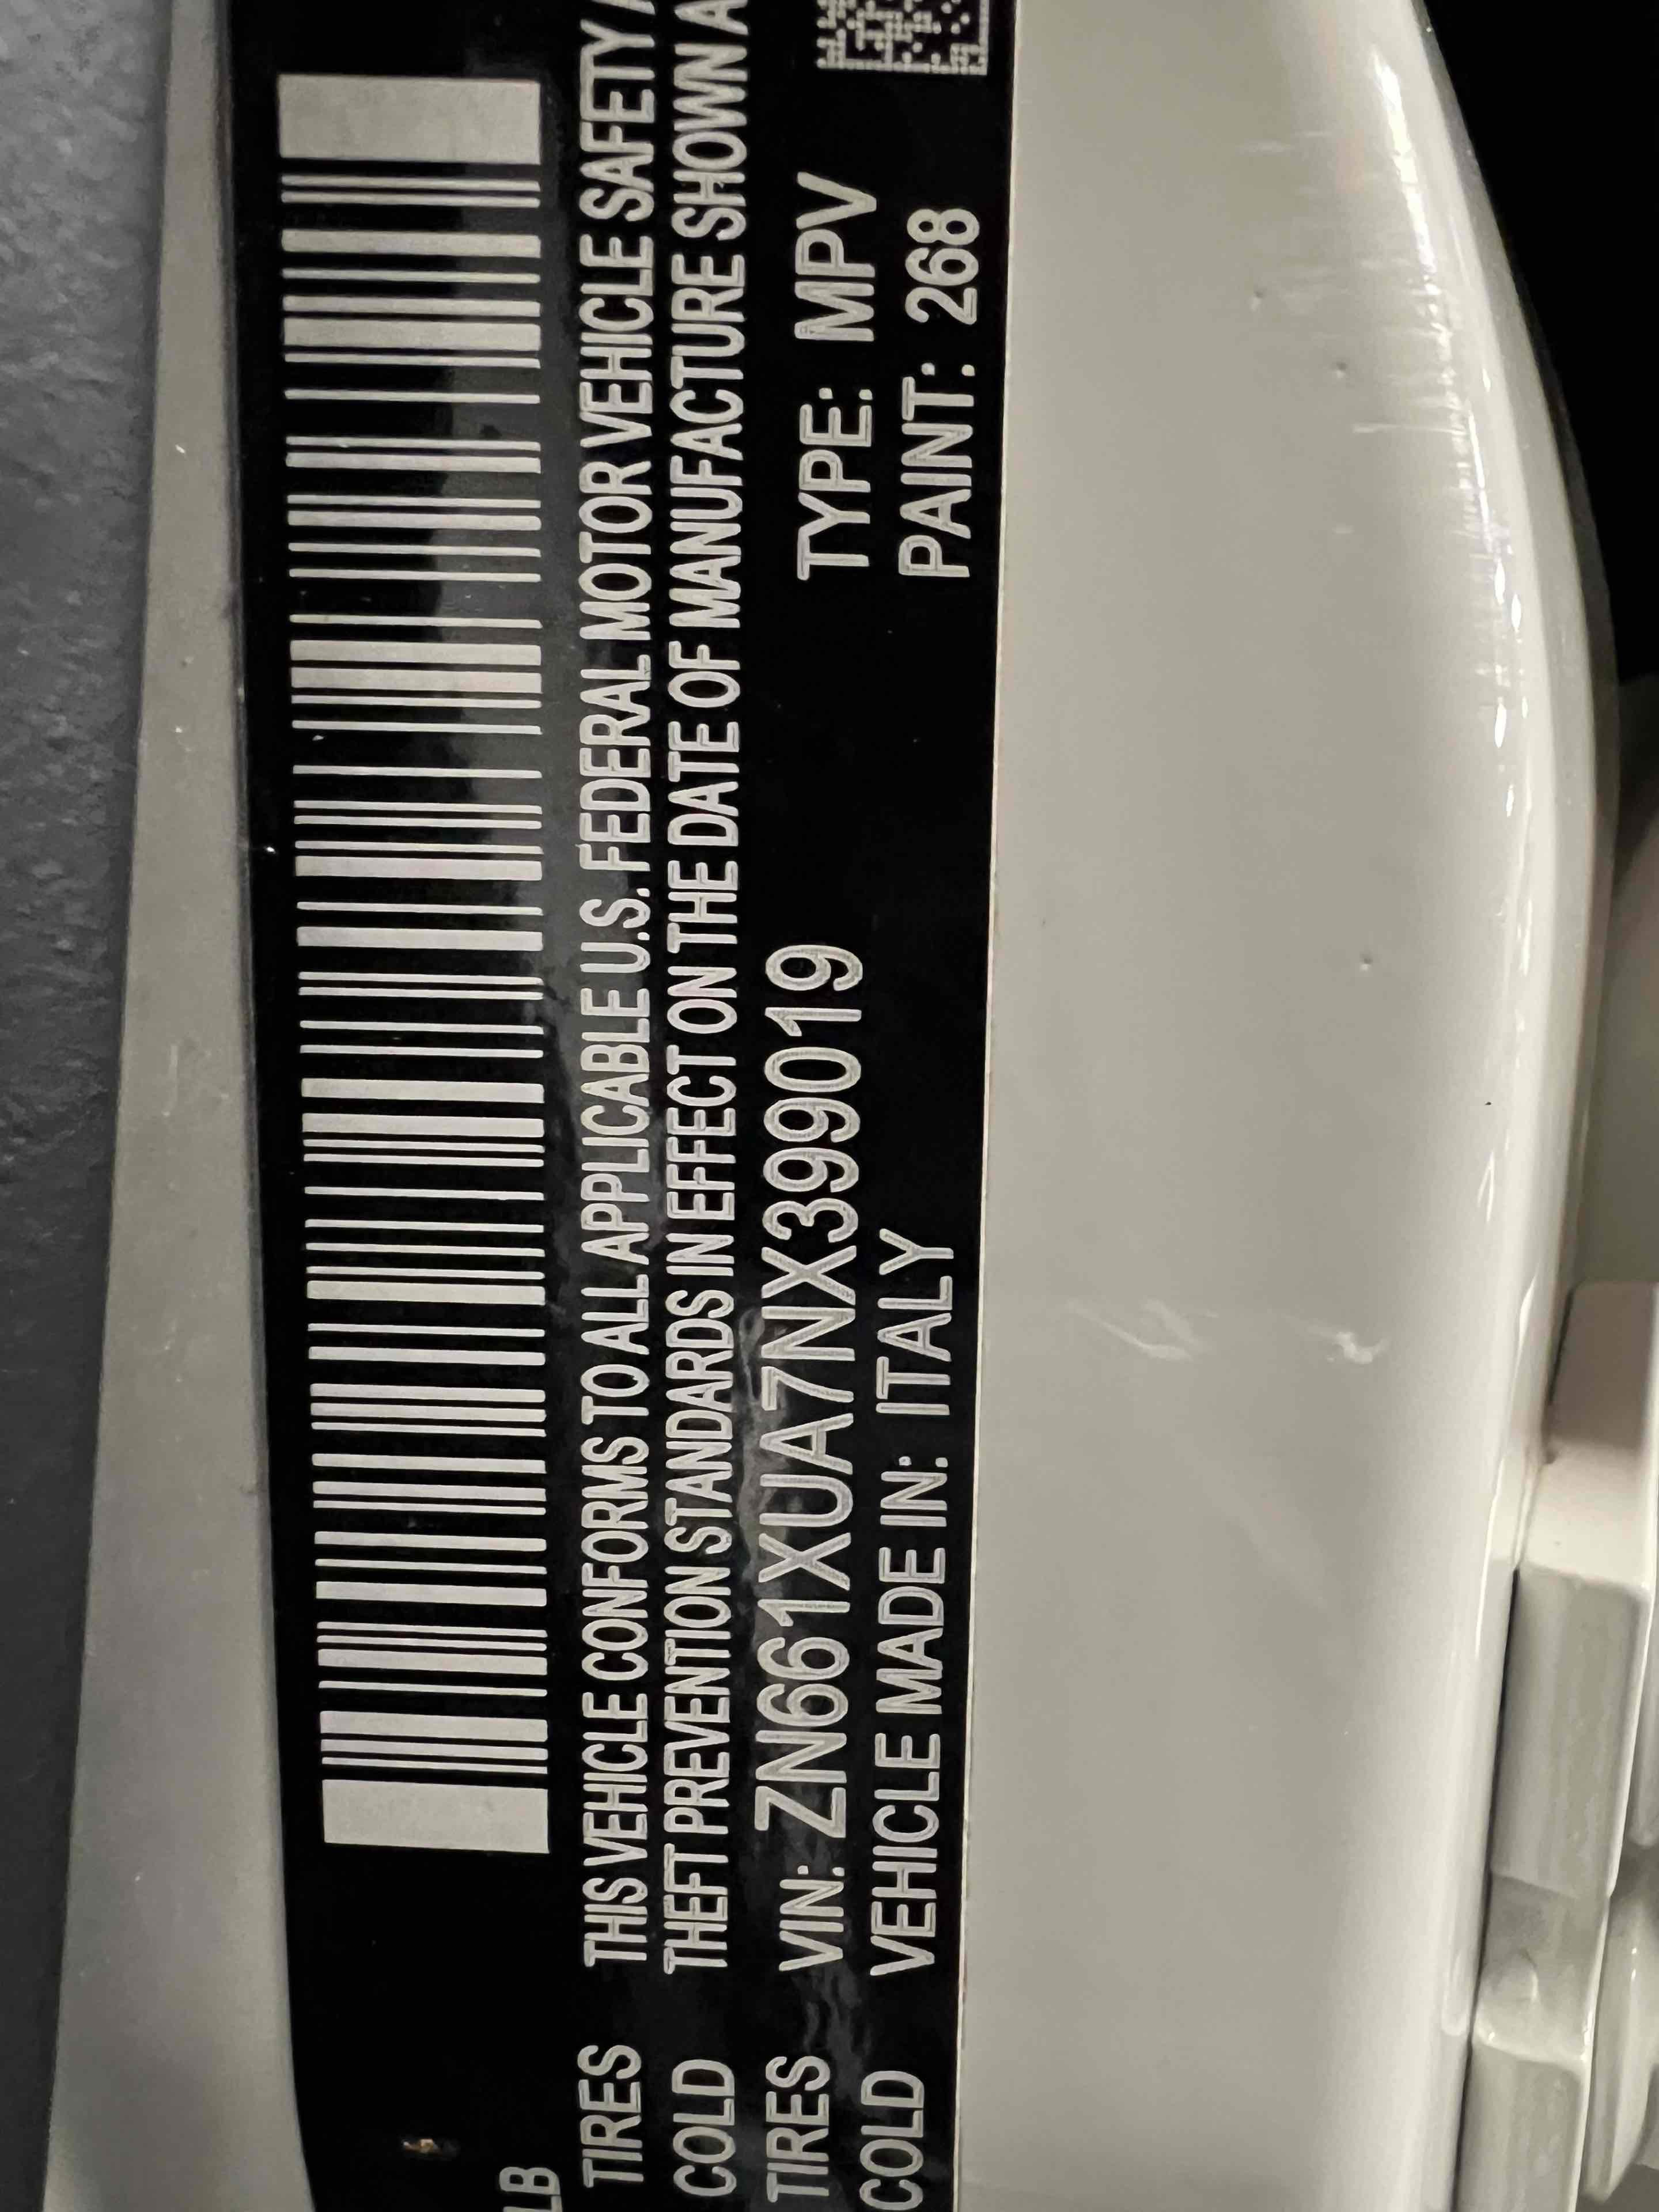 LB
TIRES THIS VEHICLE CONFORMS TO ALL APPLICABLE U.S. FEDERAL MOTOR VEHICLE SAFETY
COLD THEFT PREVENTION STANDARDS IN EFFECT ON THE DATE OF MANUFACTURE SHOWN A
TIRES VIN: ZN661XUA7NX399019 TYPE: MPV
COLD VEHICLE MADE IN: ITALY PAINT: 268